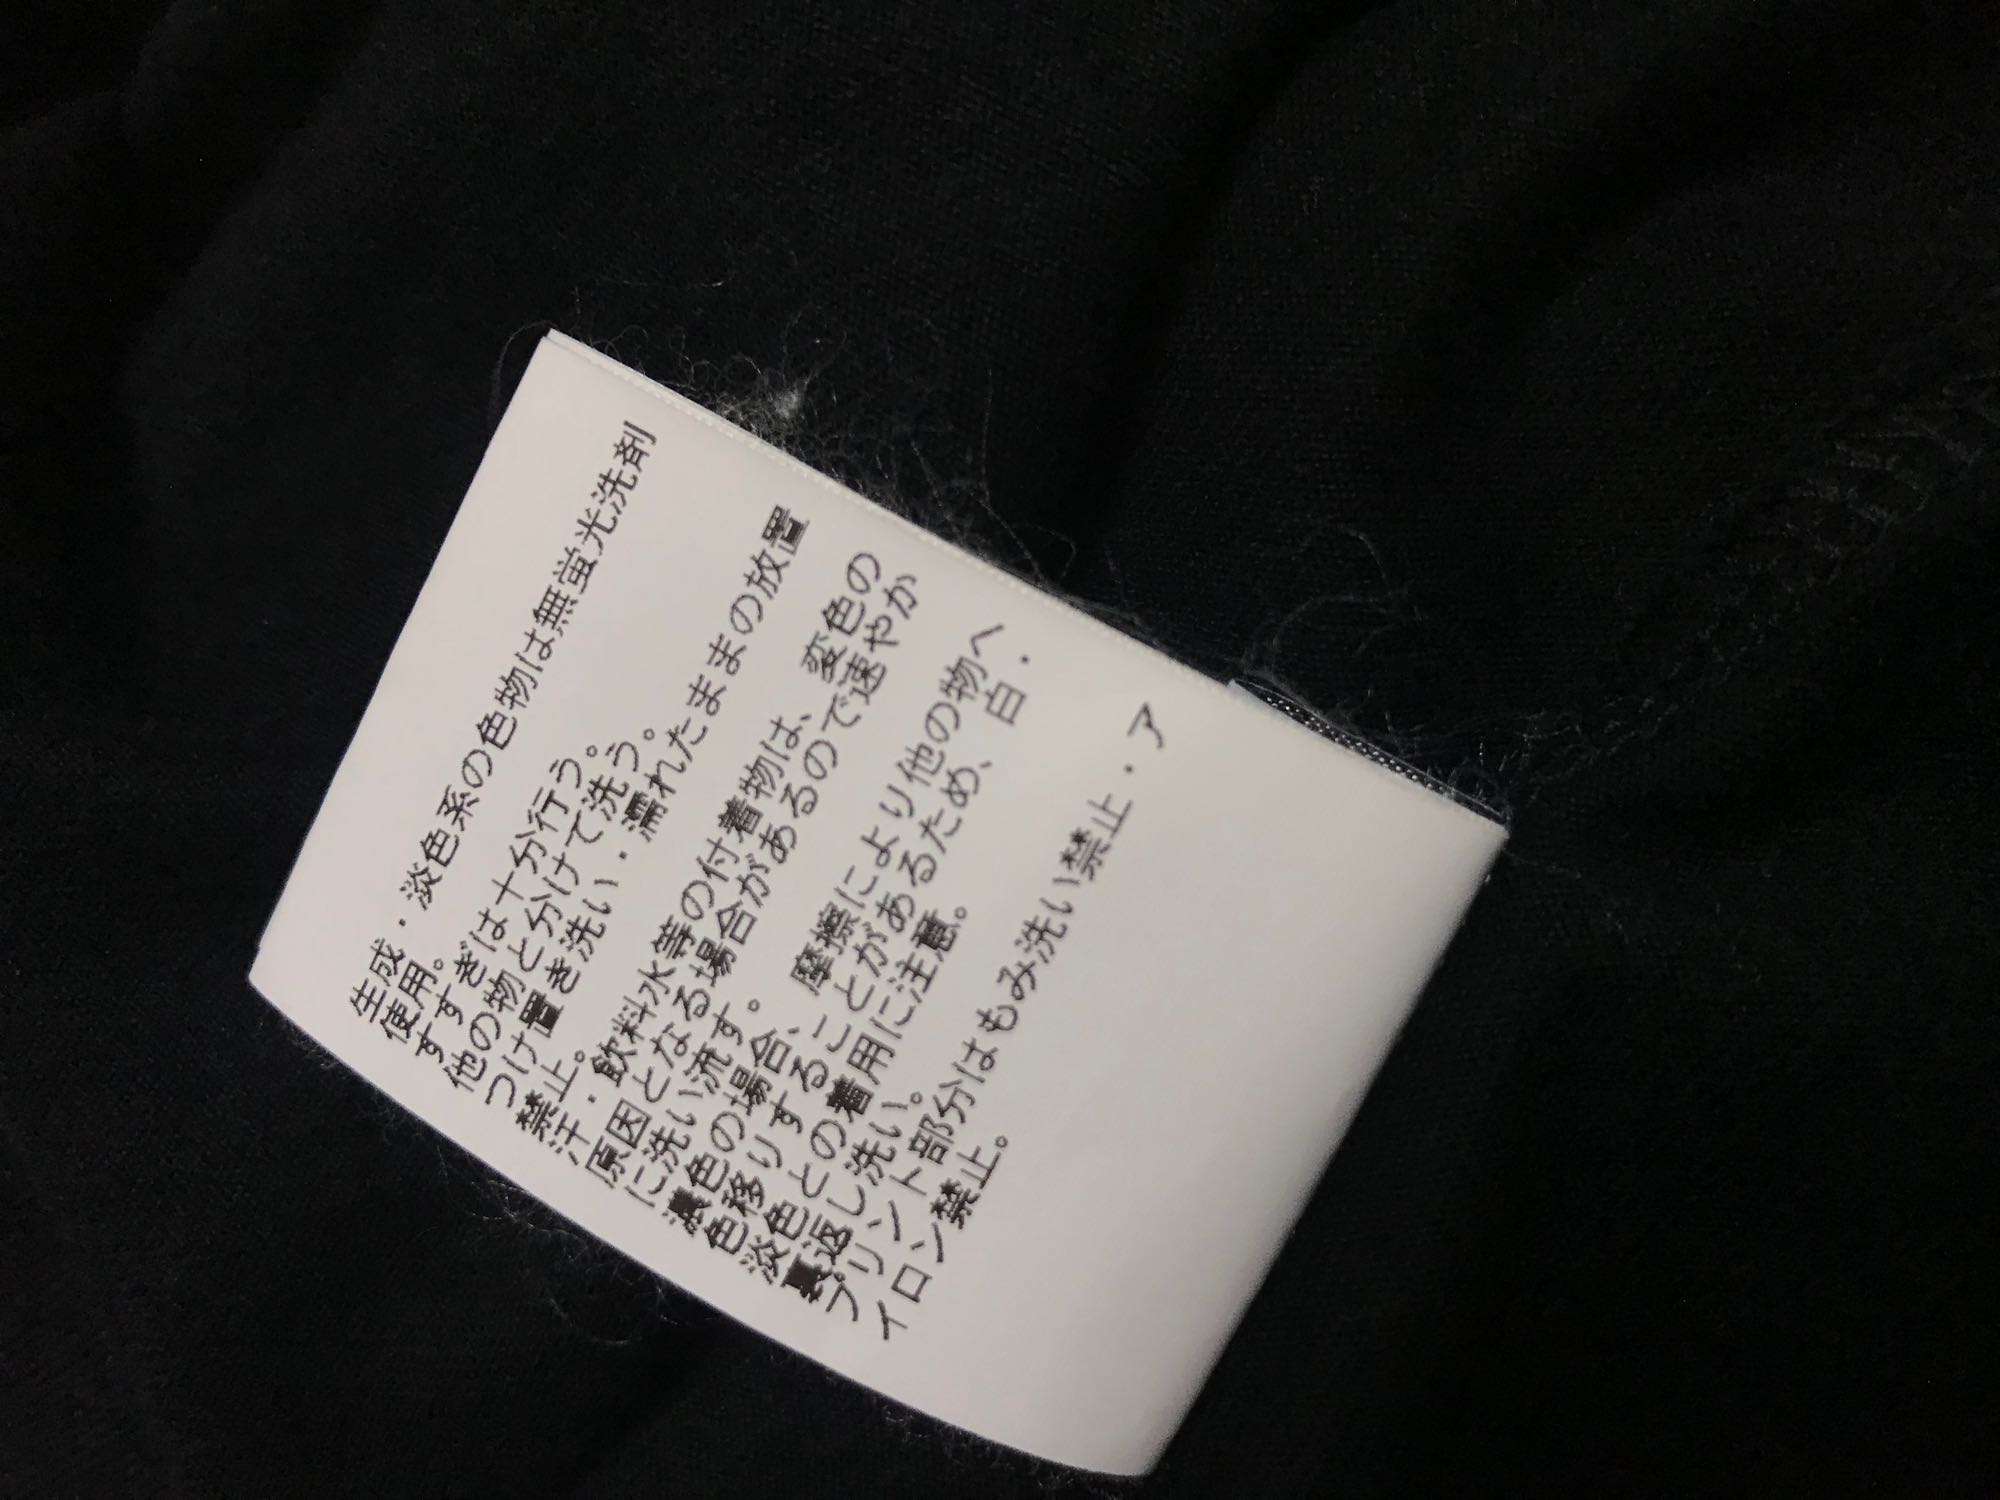 生成・淡色系の色物は無蛍光洗剤
使用。
すすぎは十分行う。
他の物と分けて洗う。
つけ置き洗い・濡れたままの放置
禁止。
汗・飲料水等の付着物は、変色の
原因となる場合があるので速やか
に洗い流す。
濃色の場合、摩擦により他の物へ
色移りすることがあるため、白・
淡色との着用に注意。
裏返し洗い。
プリント部分はもみ洗い禁止・ア
イロン禁止。